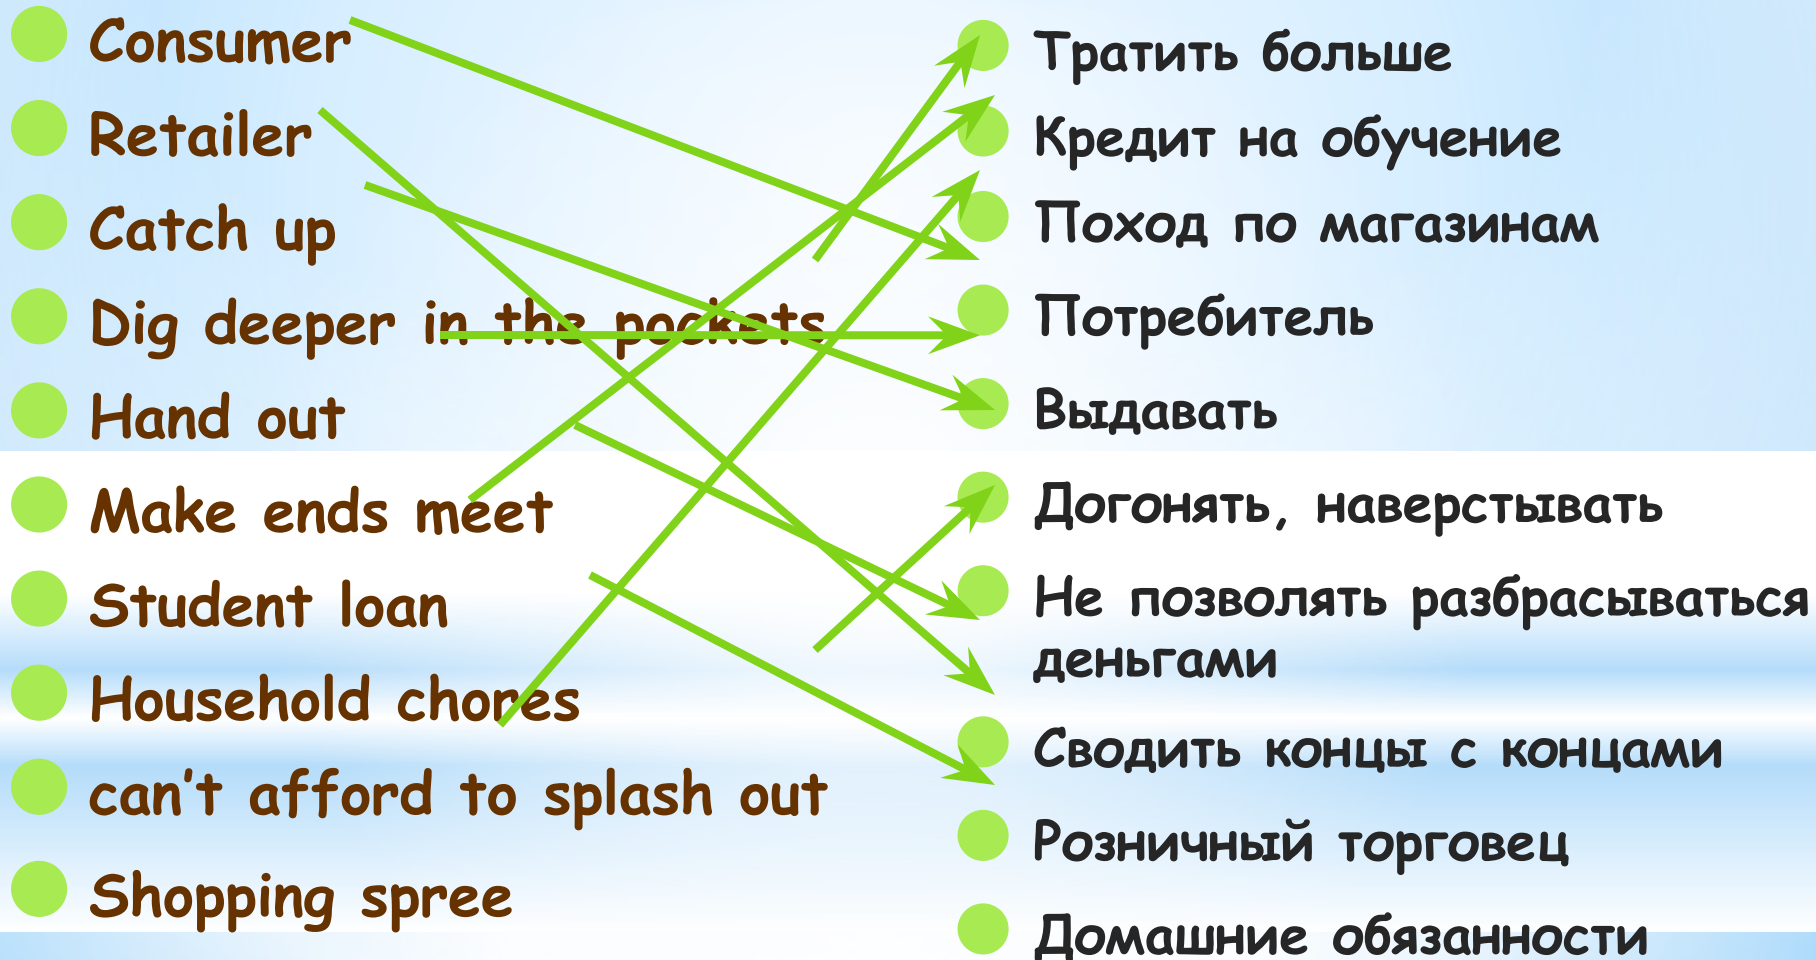 Consumer
Retailer
Catch up
Dig deeper in the pockets
Hand out
Make ends meet
Student loan
Household chores
can't afford to splash out
Shopping spree
Тратить больше
Кредит на обучение
Поход по магазинам
Потребитель
Выдавать
Догонять, наверстывать
Не позволять разбрасываться
деньгами
Сводить концы с концами
Розничный торговец
Домашние обязанности